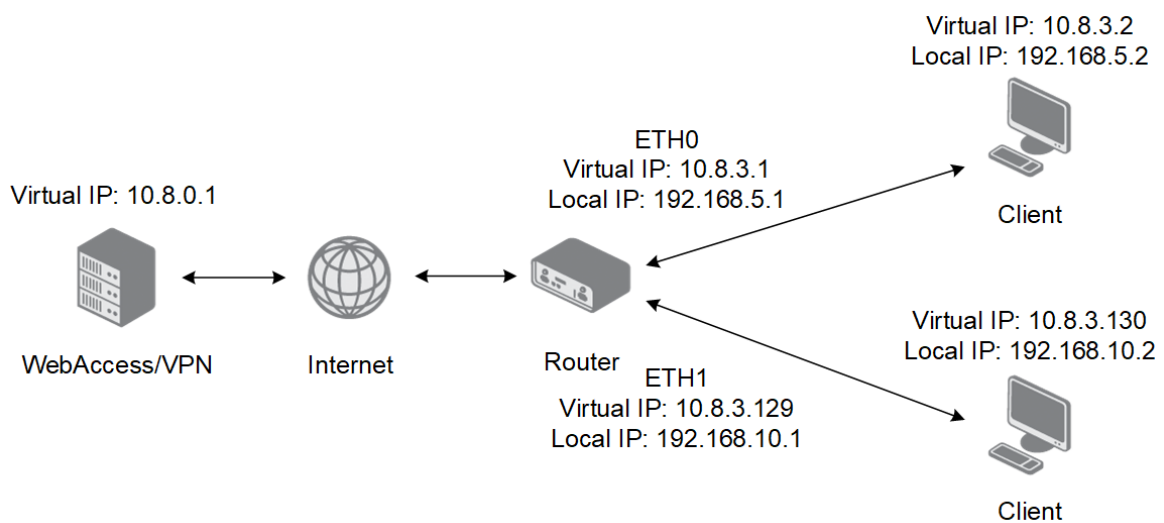 Virtual IP: 10.8.3.2
Local IP: 192.168.5.2
Client
ETH0
Virtual IP: 10.8.3.1
Local IP: 192.168.5.1
Virtual IP: 10.8.0.1
WebAccess/VPN
Internet
Router
ETH1
Virtual IP: 10.8.3.129
Local IP: 192.168.10.1
Virtual IP: 10.8.3.130
Local IP: 192.168.10.2
Client